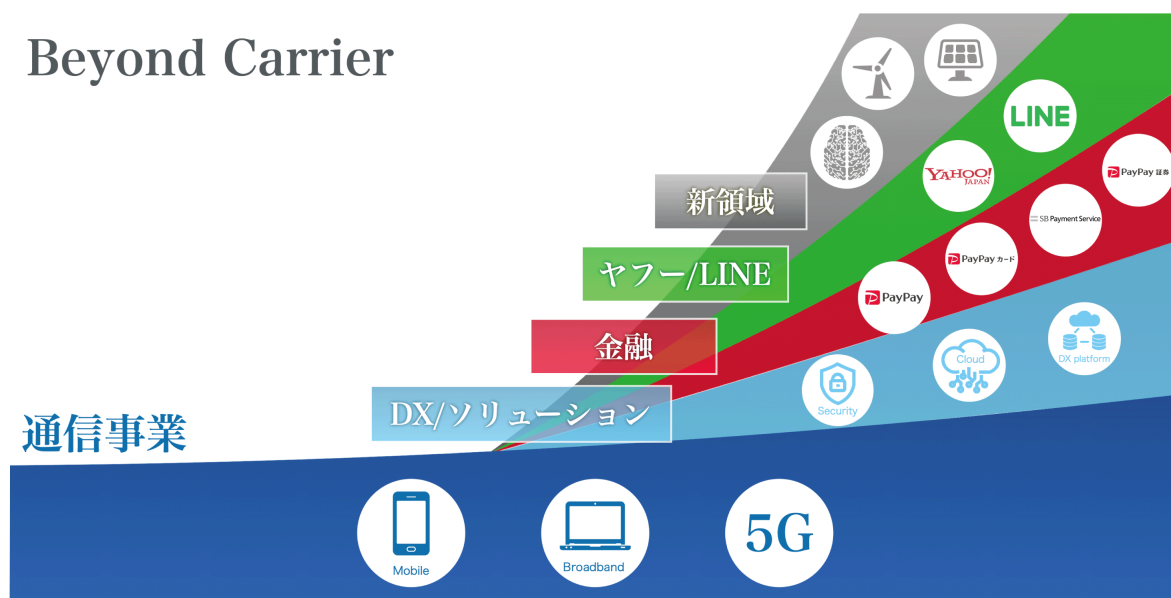 Beyond Carrier
新領域
ヤフー/LINE
金融
DX/ソリューション
通信事業
LINE
YAHOO!
JAPAN
PayPay 証券
SB Payment Service
PayPay カード
PayPay
DX platform
Cloud
Security
Mobile
Broadband
5G